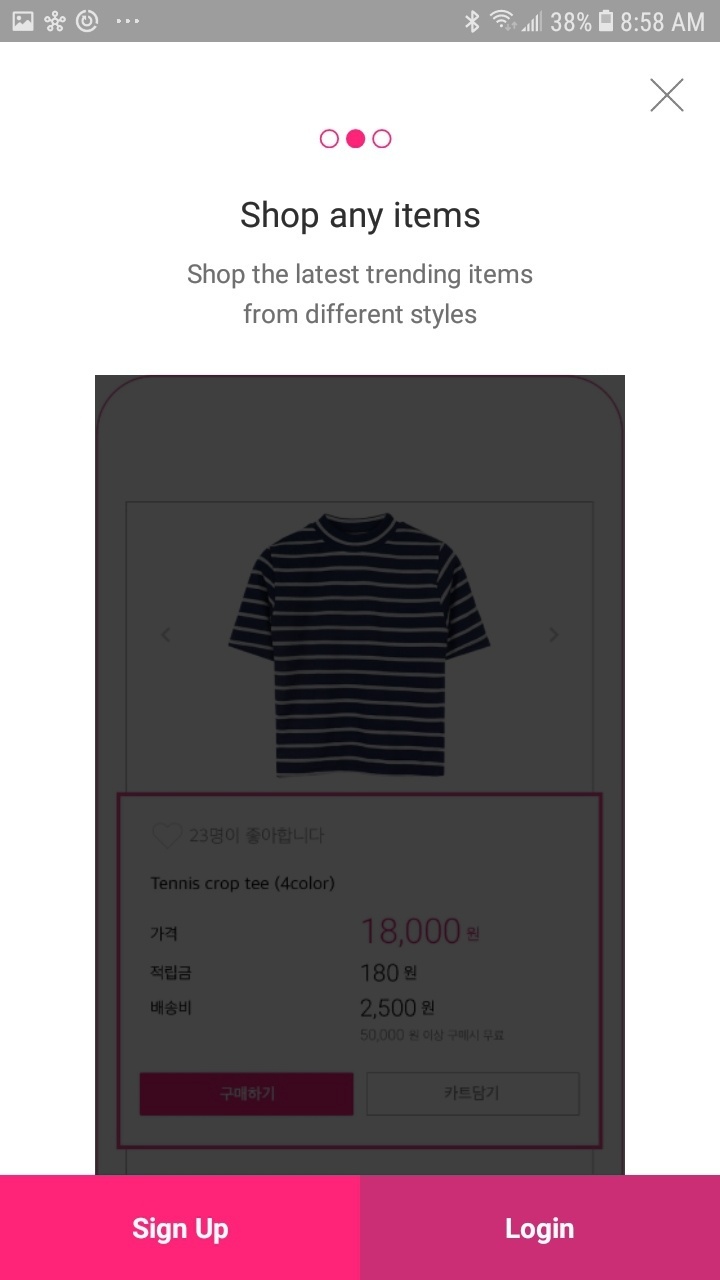 38% 8:58 AM
Shop any items
Shop the latest trending items
from different styles
23명이 좋아합니다
Tennis crop tee (4color)
가격 18,000 원
적립금 180 원
배송비 2,500 원
50,000 원 이상 구매시 무료
구매하기 카트담기
Sign Up Login